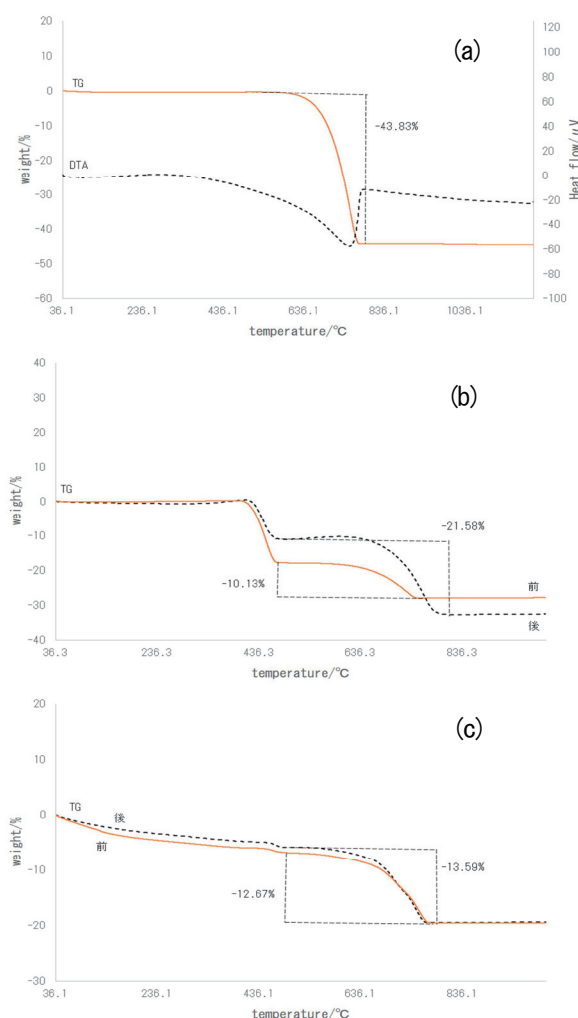 (a)
20
10
0
-10
-20
-30
-40
-50
-60
weight/%
TG
DTA
-43.83%
120
100
80
60
40
20
0
-20
-40
-60
-80
-100
Heat flow/μV
36.1 236.1 436.1 636.1 836.1 1036.1
temperature/℃
(b)
40
30
20
10
0
-10
-20
-30
-40
weight/%
TG
-21.58%
-10.13%
前
後
36.3 236.3 436.3 636.3 836.3
temperature/℃
(c)
20
10
0
-10
-20
-30
weight/%
TG
後
前
-13.59%
-12.67%
36.1 236.1 436.1 636.1 836.1
temperature/℃